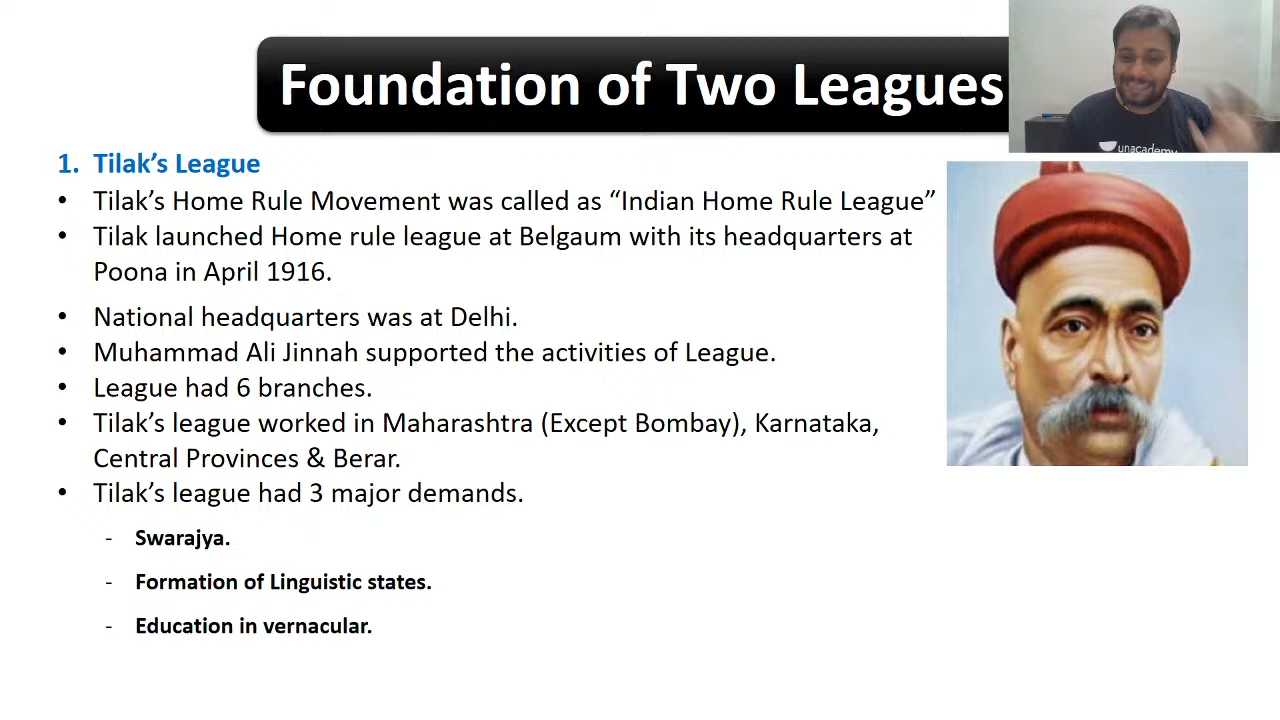 Foundation of Two Leagues
unacademy
1. Tilak’s League
• Tilak’s Home Rule Movement was called as “Indian Home Rule League”
• Tilak launched Home rule league at Belgaum with its headquarters at
Poona in April 1916.
• National headquarters was at Delhi.
• Muhammad Ali Jinnah supported the activities of League.
• League had 6 branches.
• Tilak’s league worked in Maharashtra (Except Bombay), Karnataka,
Central Provinces & Berar.
• Tilak’s league had 3 major demands.
- Swarajya.
- Formation of Linguistic states.
- Education in vernacular.